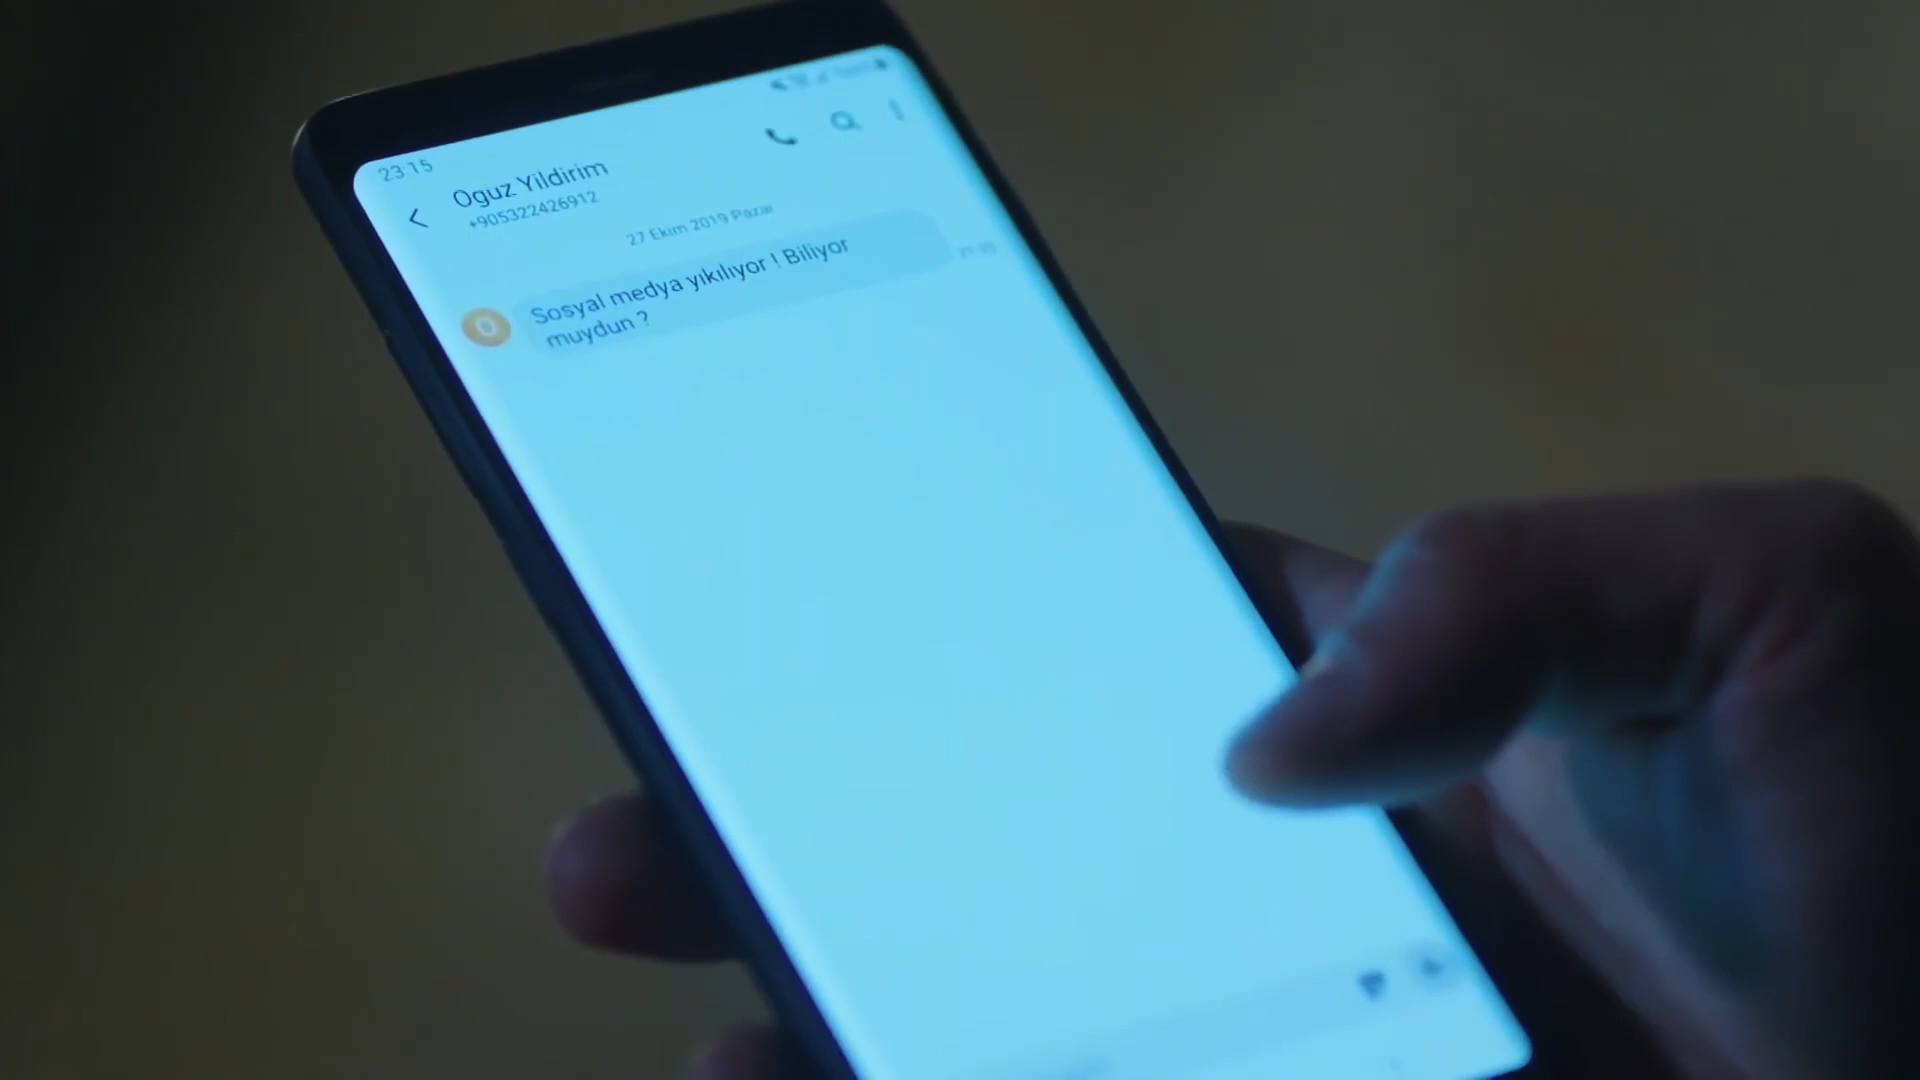 23:15
Oguz Yildirim
+905322426912
27 Ekim 2019 Pazar
Sosyal medya yıkılıyor ! Biliyor
muydun ?